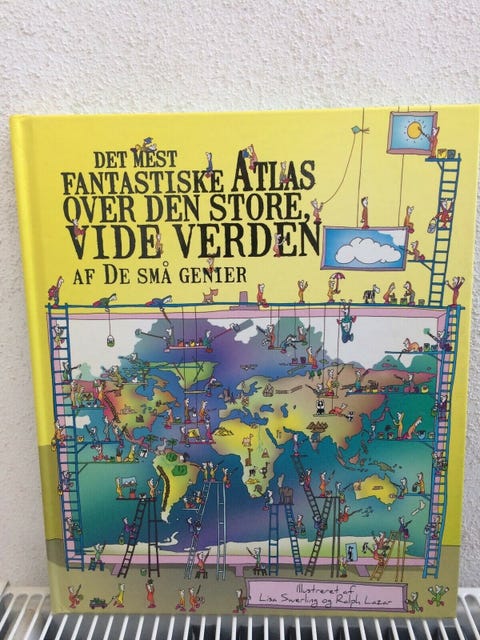 DET MEST
FANTASTISKE ATLAS
OVER DEN STORE,
VIDE VERDEN
AF DE SMÅ GENIER
Illustreret af
Lisa Swerling og Ralph Lazar